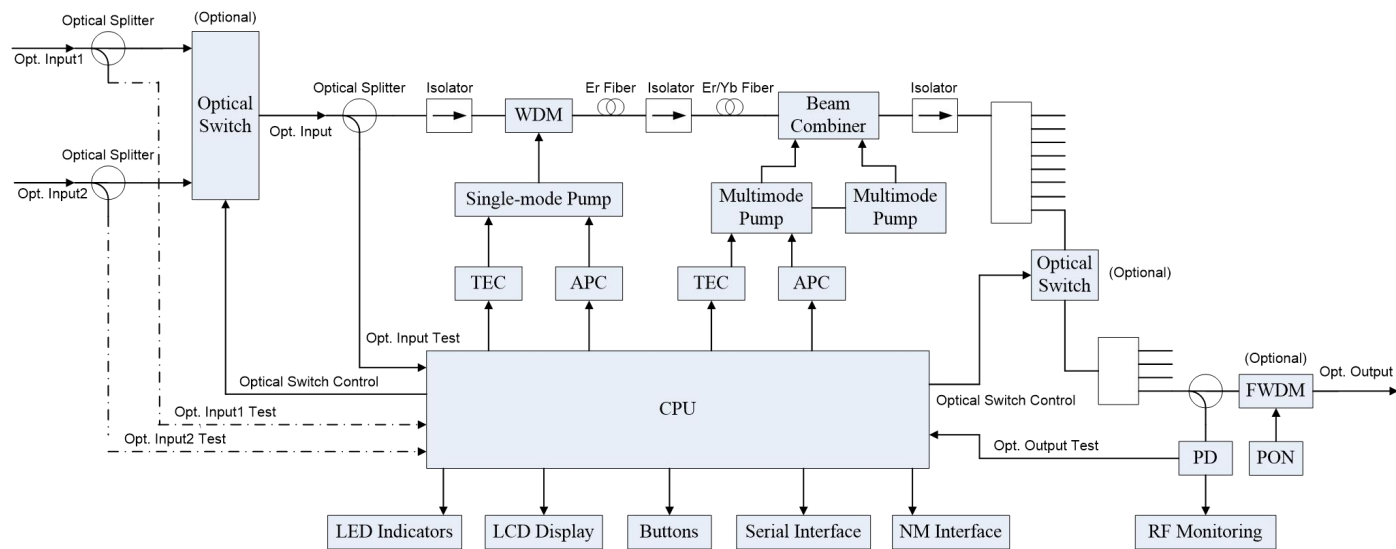 Optical Splitter
(Optional)
Opt. Input1
Optical
Switch
Optical Splitter
Opt. Input2
Opt. Input
Optical Splitter
Isolator
WDM
Er Fiber
Isolator
Er/Yb Fiber
Beam
Combiner
Isolator
Single-mode Pump
Multimode
Pump
Multimode
Pump
TEC
APC
TEC
APC
Optical
Switch
(Optional)
Opt. Input Test
Optical Switch Control
Opt. Input1 Test
Opt. Input2 Test
CPU
Optical Switch Control
Opt. Output Test
(Optional)
FWDM
Opt. Output
PD
PON
LED Indicators
LCD Display
Buttons
Serial Interface
NM Interface
RF Monitoring